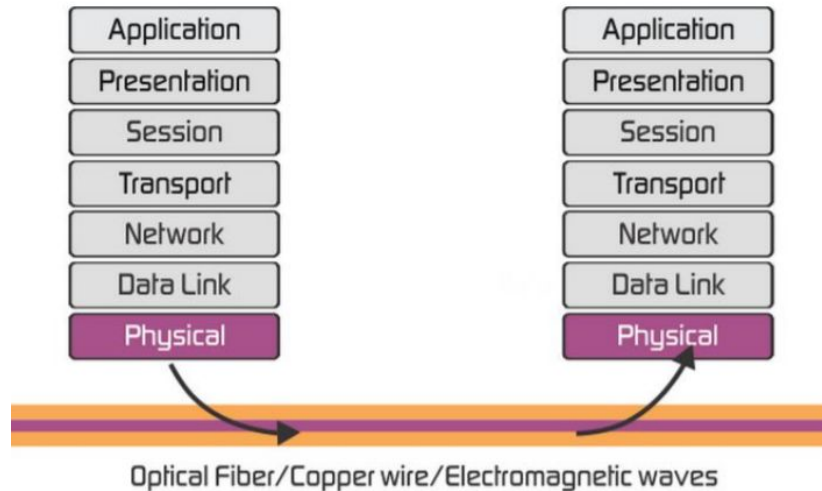 Application
Presentation
Session
Transport
Network
Data Link
Physical
Application
Presentation
Session
Transport
Network
Data Link
Physical
Optical Fiber/Copper wire/Electromagnetic waves